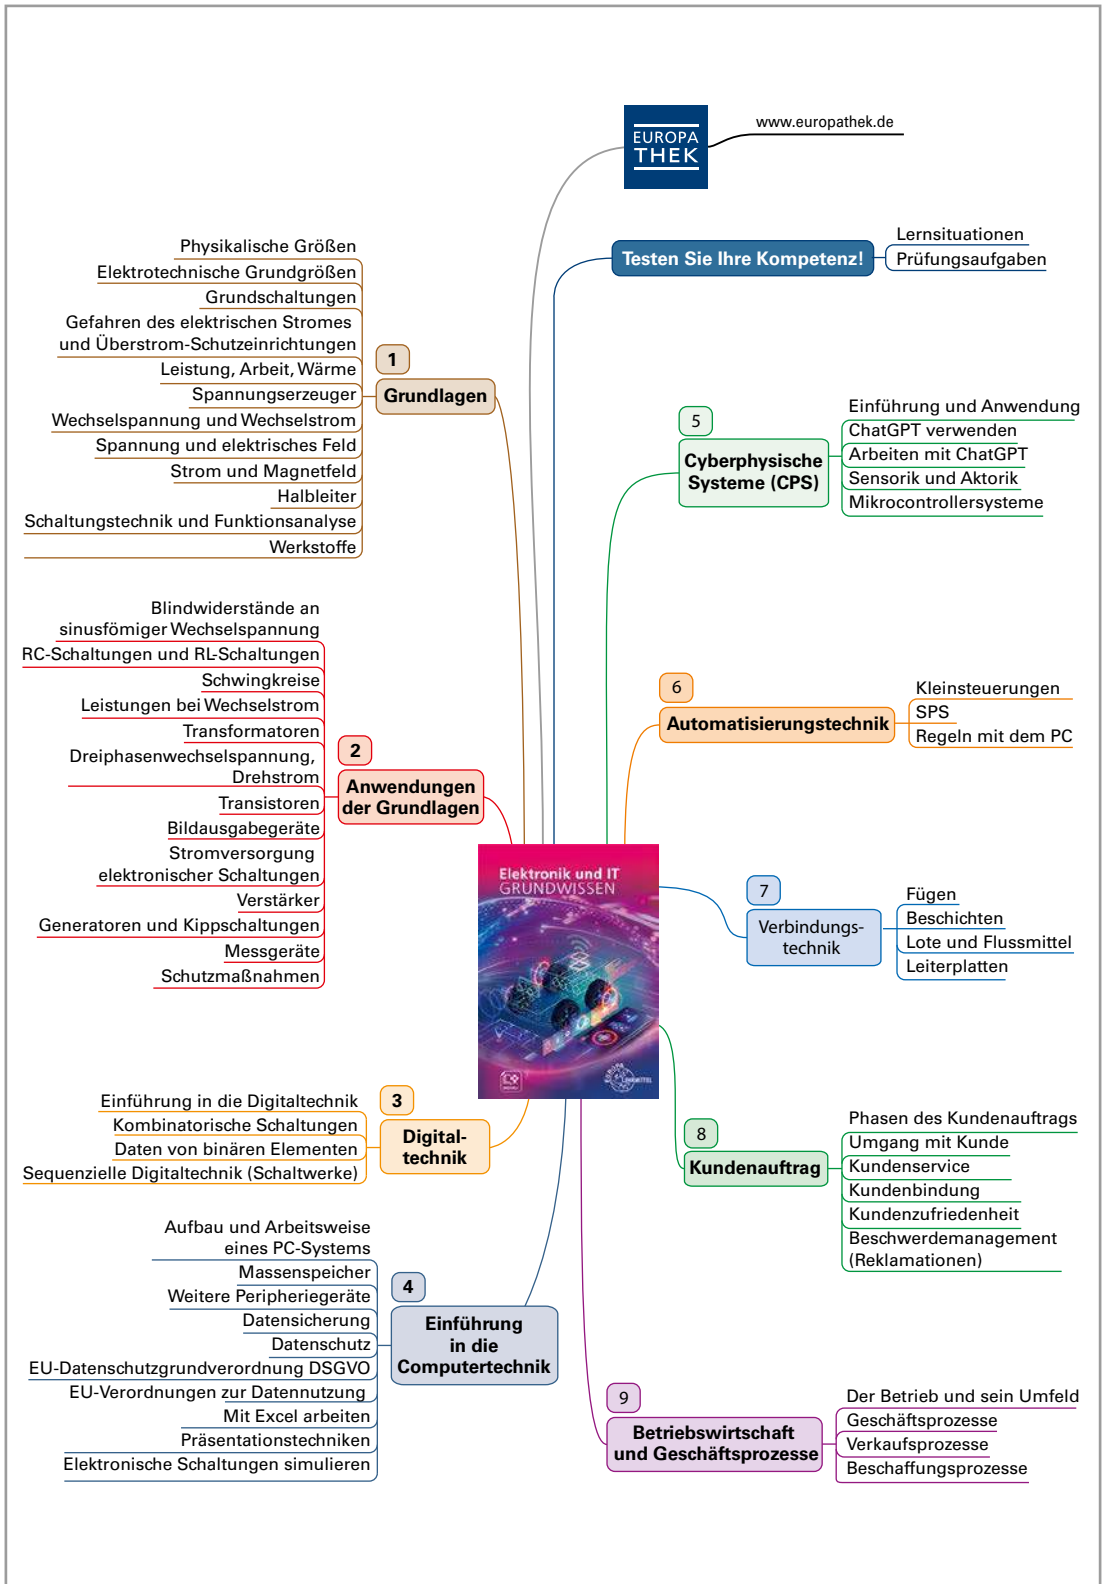 EUROPA
THEK
www.europathek.de
Testen Sie Ihre Kompetenz!
Lernsituationen
Prüfungsaufgaben
Physikalische Größen
Elektrotechnische Grundgrößen
Grundschaltungen
Gefahren des elektrischen Stromes
und Überstrom-Schutzeinrichtungen
Leistung, Arbeit, Wärme
Spannungserzeuger
Wechselspannung und Wechselstrom
Spannung und elektrisches Feld
Strom und Magnetfeld
Halbleiter
Schaltungstechnik und Funktionsanalyse
Werkstoffe
1
Grundlagen
Blindwiderstände an
sinusfömiger Wechselspannung
RC-Schaltungen und RL-Schaltungen
Schwingkreise
Leistungen bei Wechselstrom
Transformatoren
Dreiphasenwechselspannung,
Drehstrom
Transistoren
Bildausgabegeräte
Stromversorgung
elektronischer Schaltungen
Verstärker
Generatoren und Kippschaltungen
Messgeräte
Schutzmaßnahmen
2
Anwendungen
der Grundlagen
Einführung in die Digitaltechnik
Kombinatorische Schaltungen
Daten von binären Elementen
Sequenzielle Digitaltechnik (Schaltwerke)
3
Digital-
technik
Aufbau und Arbeitsweise
eines PC-Systems
Massenspeicher
Weitere Peripheriegeräte
Datensicherung
Datenschutz
EU-Datenschutzgrundverordnung DSGVO
EU-Verordnungen zur Datennutzung
Mit Excel arbeiten
Präsentationstechniken
Elektronische Schaltungen simulieren
4
Einführung
in die
Computertechnik
Elektronik und IT
GRUNDWISSEN
EUROPA
LEHRMITTEL
5
Cyberphysische
Systeme (CPS)
Einführung und Anwendung
ChatGPT verwenden
Arbeiten mit ChatGPT
Sensorik und Aktorik
Mikrocontrollersysteme
6
Automatisierungstechnik
Kleinsteuerungen
SPS
Regeln mit dem PC
7
Verbindungs-
technik
Fügen
Beschichten
Lote und Flussmittel
Leiterplatten
8
Kundenauftrag
Phasen des Kundenauftrags
Umgang mit Kunde
Kundenservice
Kundenbindung
Kundenzufriedenheit
Beschwerdemanagement
(Reklamationen)
9
Betriebswirtschaft
und Geschäftsprozesse
Der Betrieb und sein Umfeld
Geschäftsprozesse
Verkaufsprozesse
Beschaffungsprozesse